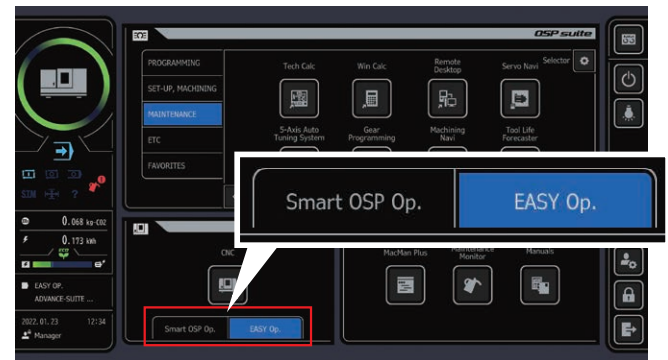 OSP suite
PROGRAMMING
SET-UP, MACHINING
MAINTENANCE
ETC
FAVORITES
Selector
Tech Calc
Win Calc
Remote
Desktop
Servo Navi
5-Axis Auto
Tuning System
Gear
Programming
Machining
Navi
Tool Life
Forecaster
Smart OSP Op.
EASY Op.
SIM
?
0.068 kg-CO2
0.173 kWh
ECO
EASY OP.
ADVANCE-SUITE ...
2022.01.23 12:34
Manager
CNC
Smart OSP Op.
EASY Op.
MacMan Plus
Maintenance
Monitor
Manuals